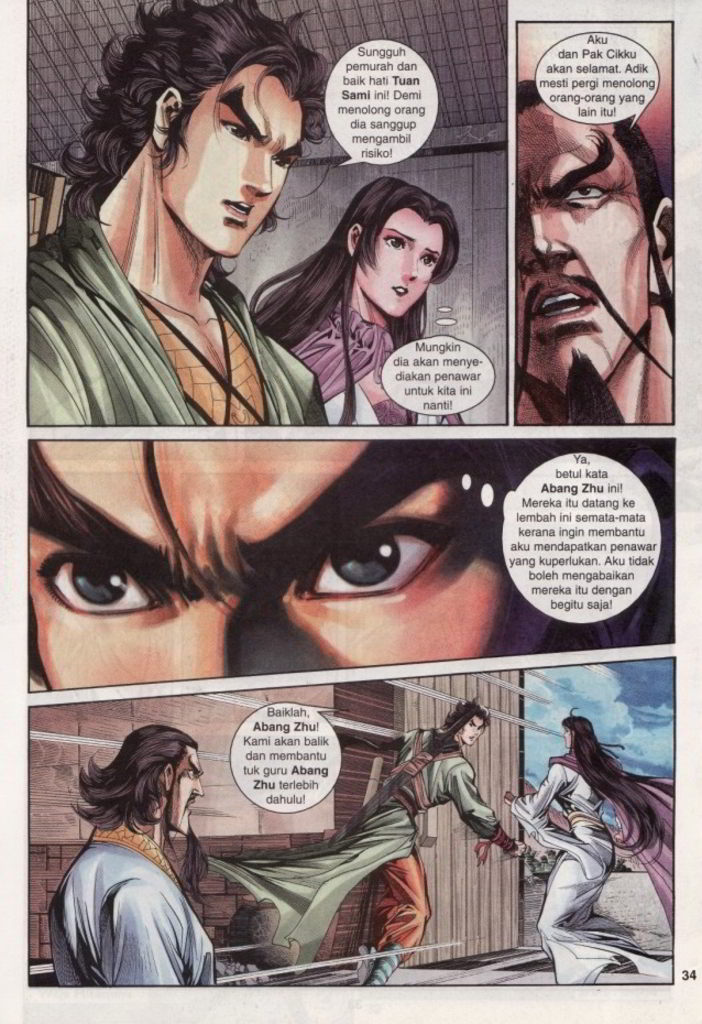 Sungguh
pemurah dan
baik hati Tuan
Sami ini! Demi
menolong orang
dia sanggup
mengambil
risiko!
Mungkin
dia akan menye-
diakan penawar
untuk kita ini
nanti!
Aku
dan Pak Cikku
akan selamat. Adik
mesti pergi menolong
orang-orang yang
lain itu!
Ya,
betul kata
Abang Zhu ini!
Mereka itu datang ke
lembah ini semata-mata
kerana ingin membantu
aku mendapatkan penawar
yang kuperlukan. Aku tidak
boleh mengabaikan
mereka itu dengan
begitu saja!
Baiklah,
Abang Zhu!
Kami akan balik
dan membantu
tuk guru Abang
Zhu terlebih
dahulu!
34